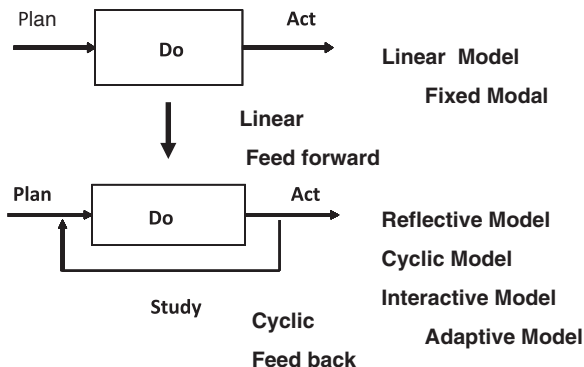 Plan
Act
Do
Linear Model
Fixed Modal
Linear
Feed forward
Plan
Act
Do
Reflective Model
Cyclic Model
Interactive Model
Study
Cyclic
Adaptive Model
Feed back